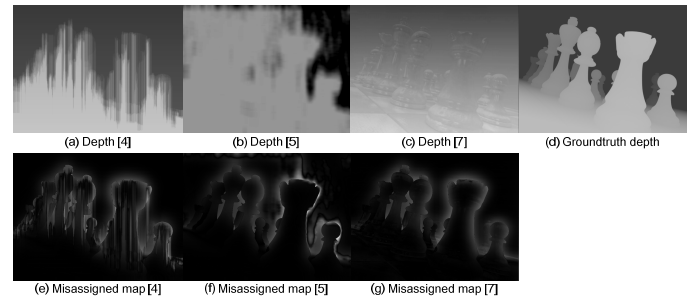 (a) Depth [4]
(b) Depth [5]
(c) Depth [7]
(d) Groundtruth depth
(e) Misassigned map [4]
(f) Misassigned map [5]
(g) Misassigned map [7]